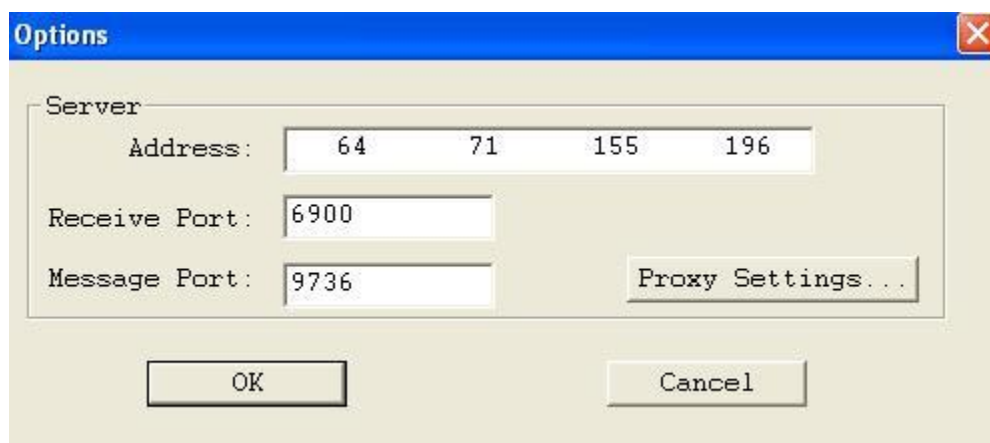 Options
Server
Address: 64 71 155 196
Receive Port: 6900
Message Port: 9736
Proxy Settings...
OK Cancel